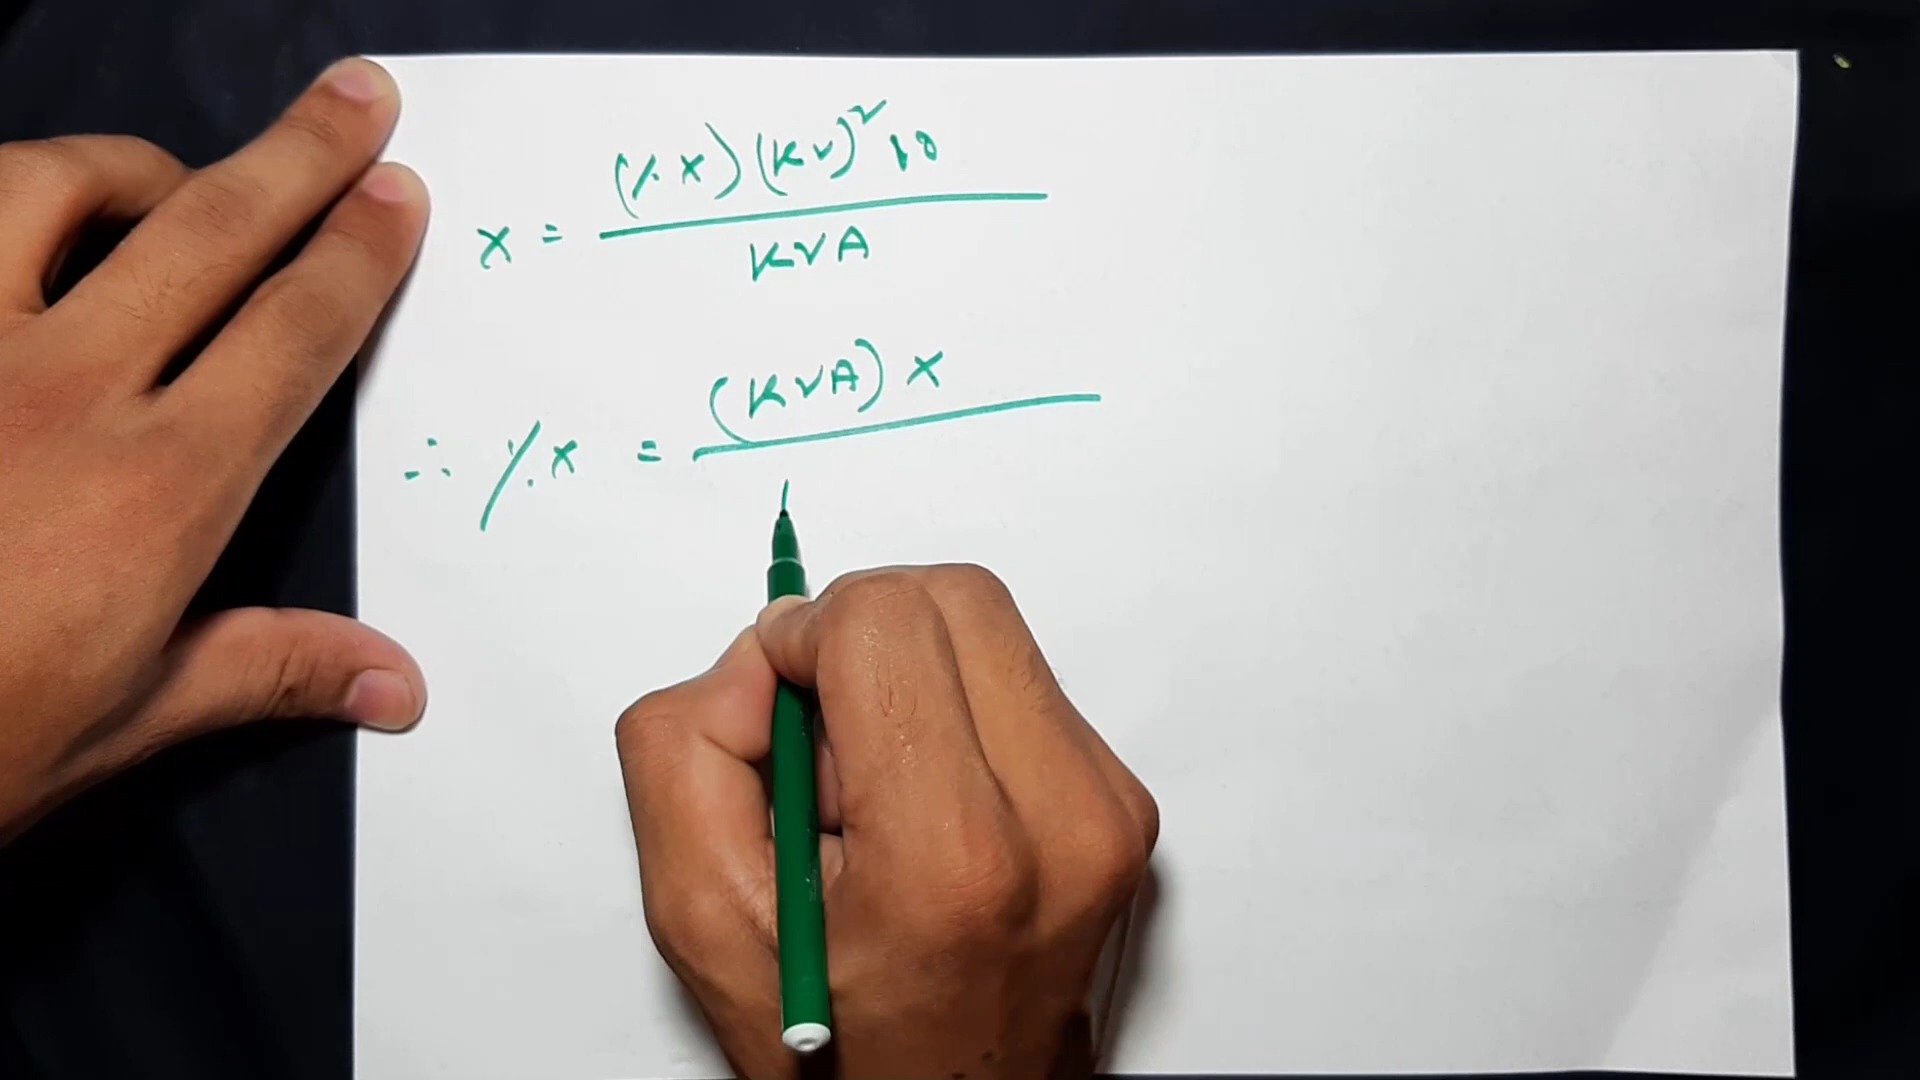 x = (%x)(KV)² 10 / KVA
∴ %x = (KVA) x /